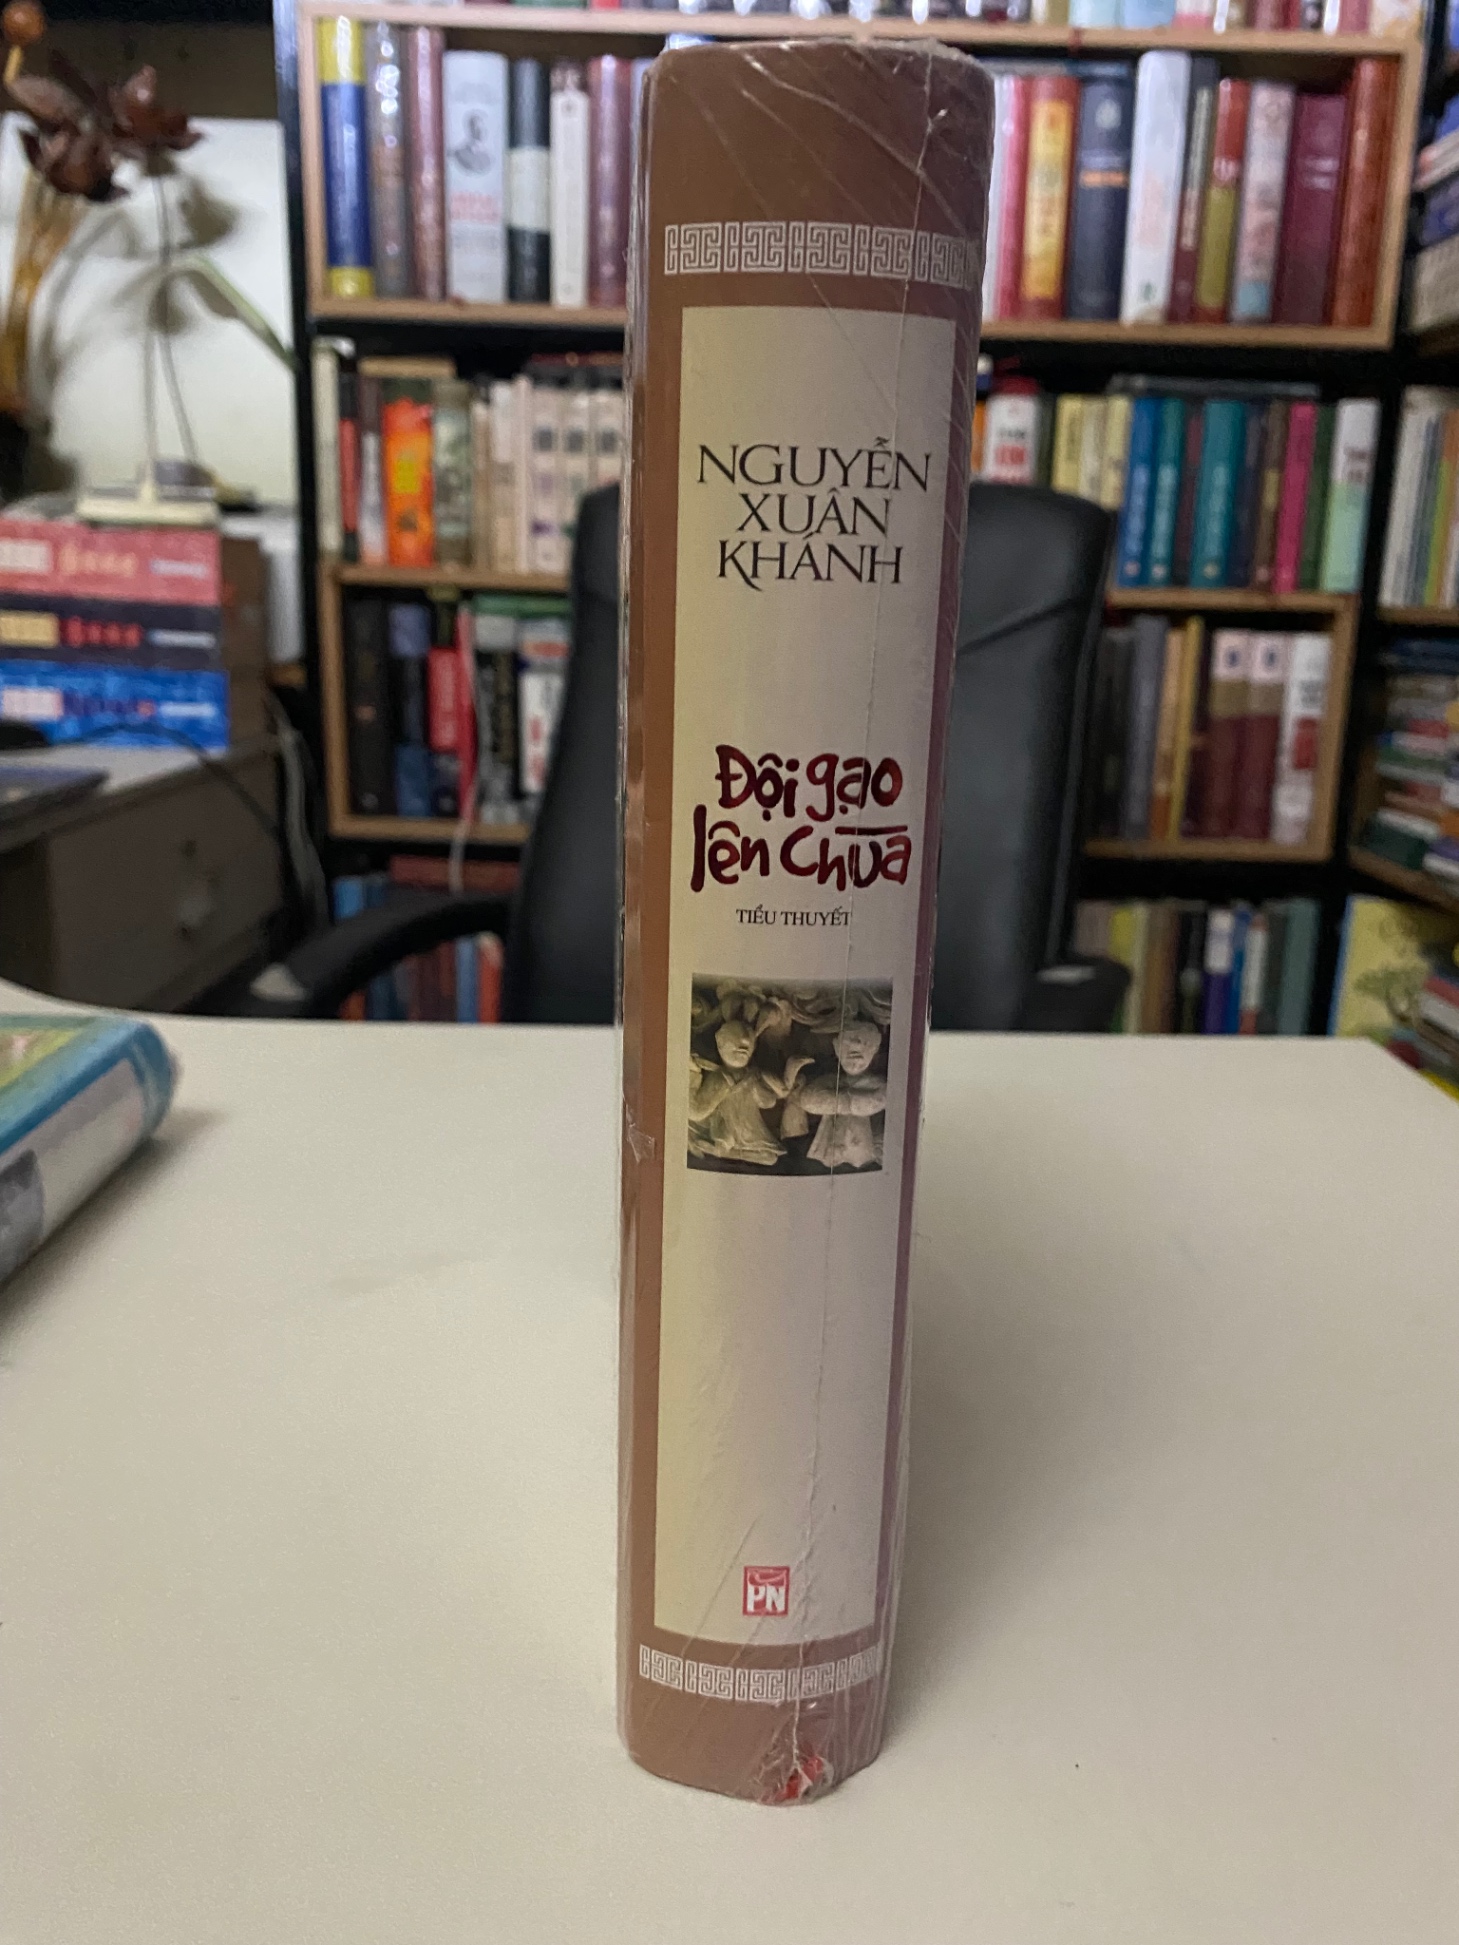 NGUYỄN
XUÂN
KHÁNH
Đội gạo
lên chùa
TIỂU THUYẾT
PN